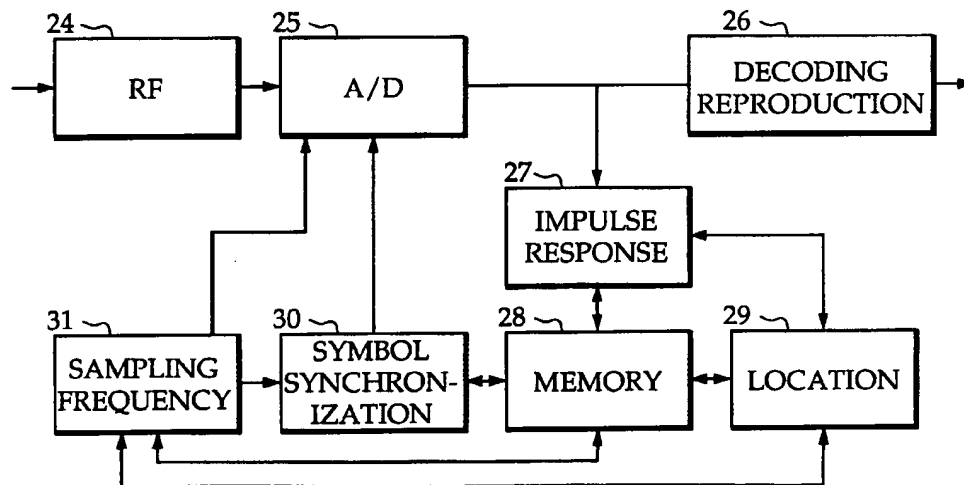 24
RF
25
A/D
26
DECODING
REPRODUCTION
27
IMPULSE
RESPONSE
31
SAMPLING
FREQUENCY
30
SYMBOL
SYNCHRON-
IZATION
28
MEMORY
29
LOCATION